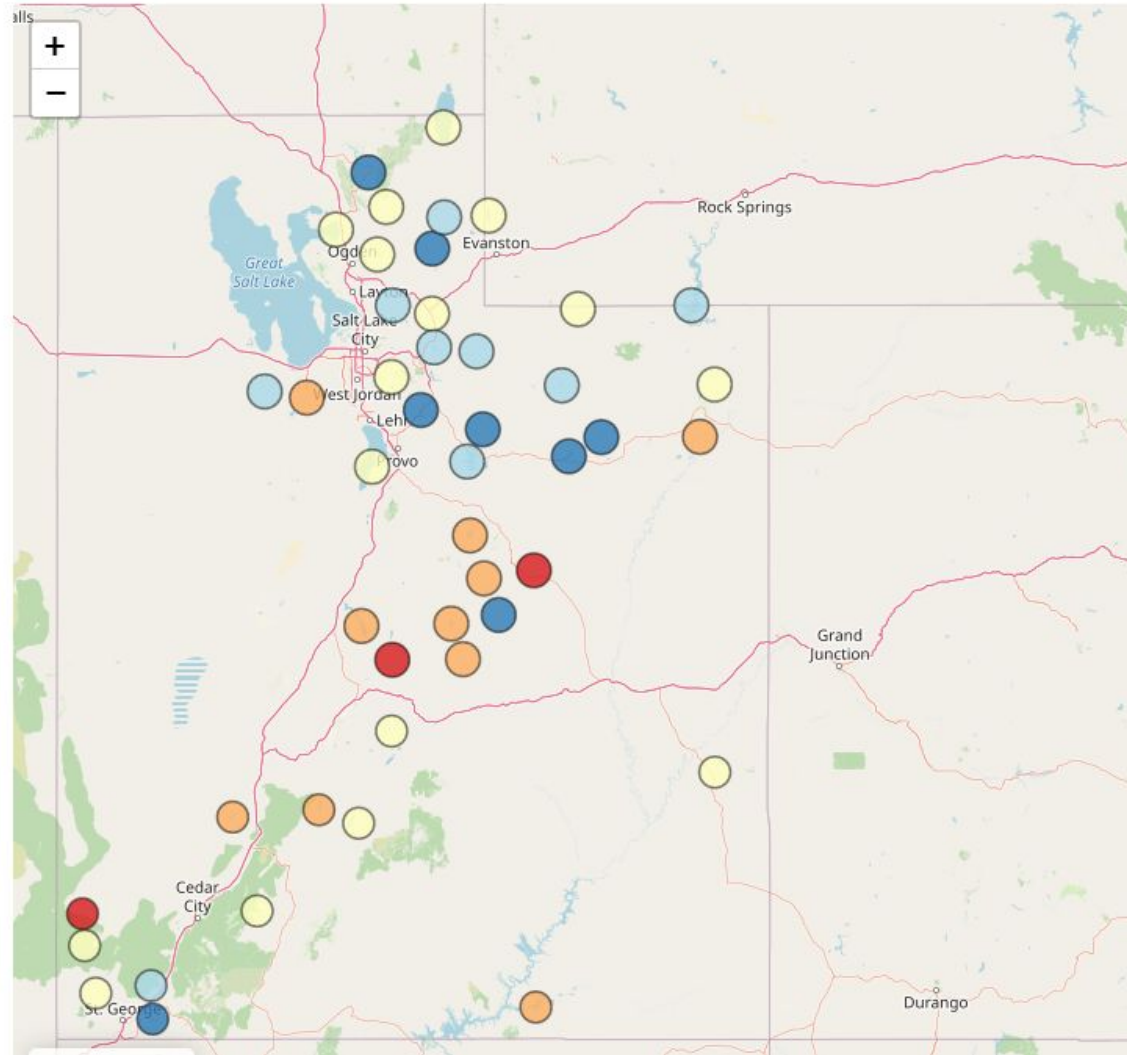 alls
+
−
Rock Springs
Evanston
Ogden
Great
Salt Lake
Layton
Salt Lake
City
West Jordan
Lehi
Provo
Grand
Junction
Cedar
City
St. George
Durango